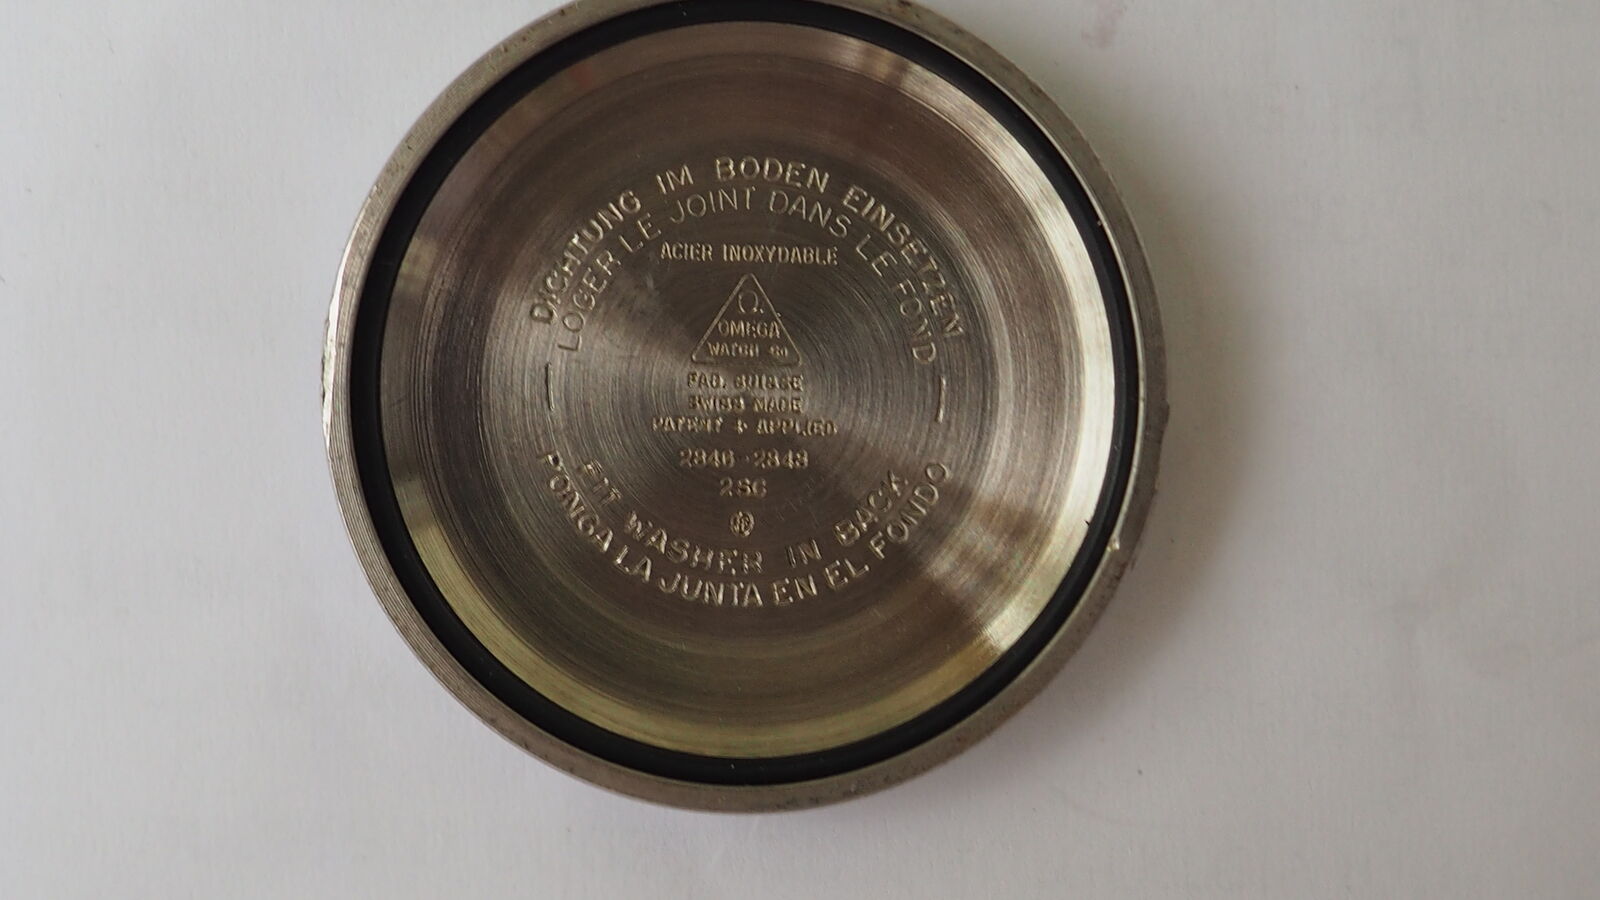 DICHTUNG IM BODEN EINSETZEN
LOGER LE JOINT DANS LE FOND
ACIER INOXYDABLE
Ω
OMEGA
WATCH Co
FAB. SUISSE
SWISS MADE
PATENT + APPLIED
2846-2848
2SC
FIT WASHER IN BACK
PONGA LA JUNTA EN EL FONDO